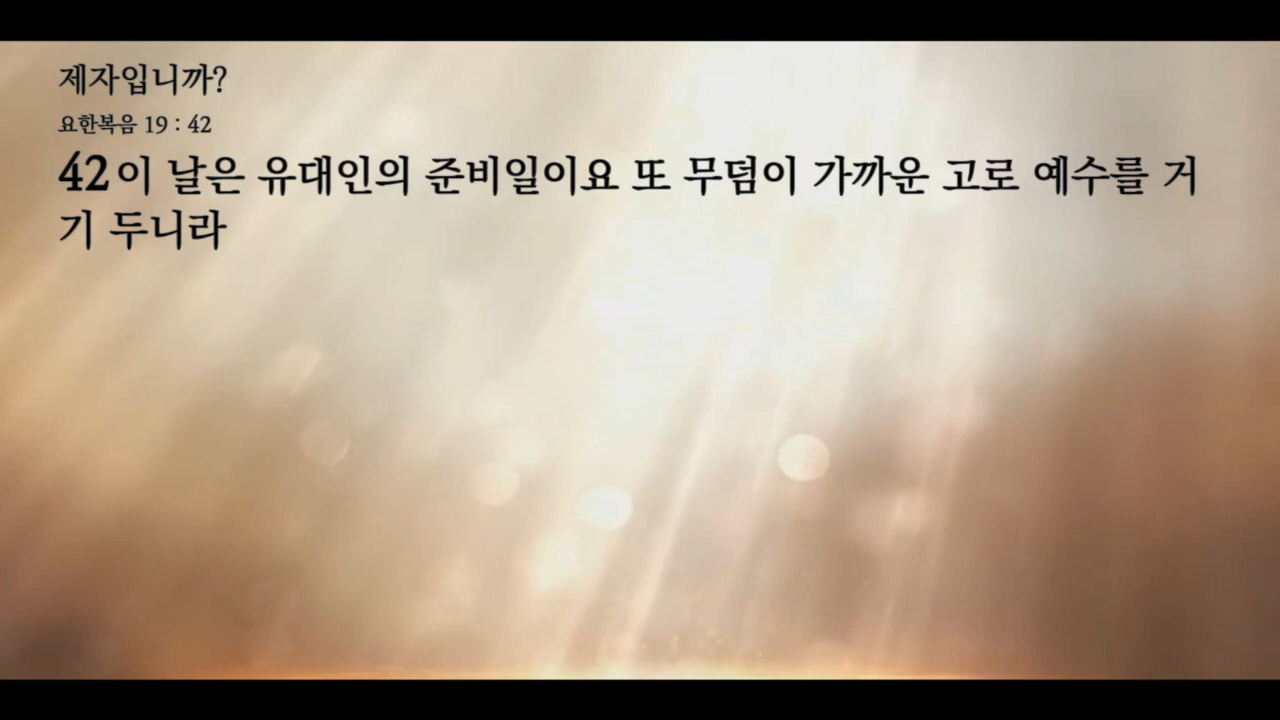 제자입니까?
요한복음 19 : 42
42이 날은 유대인의 준비일이요 또 무덤이 가까운 고로 예수를 거
기 두니라